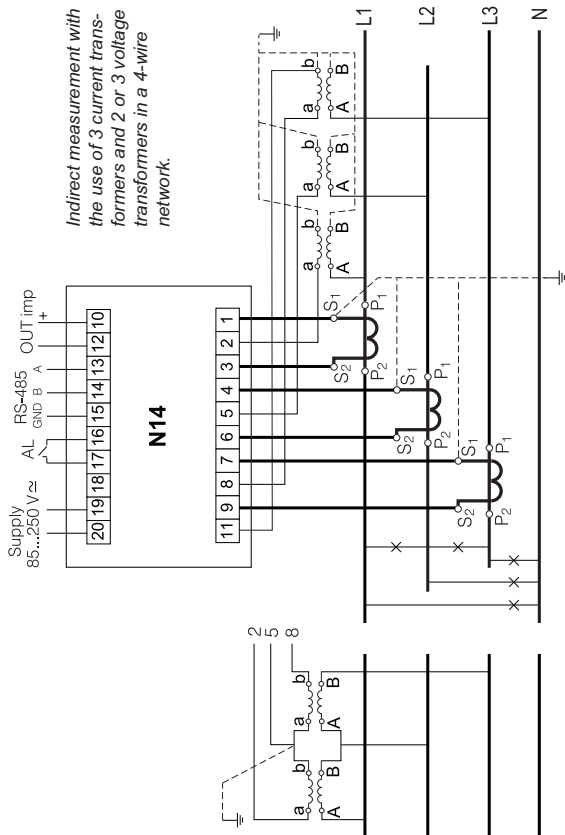 Indirect measurement with
the use of 3 current trans-
formers and 2 or 3 voltage
transformers in a 4-wire
network.
Supply
85...250 V≃
AL
RS-485
GND B A
OUT imp
+
20 19 18 17 16 15 14 13 12 10
N14
11 9 8 7 6 5 4 3 2 1
2
5
8
a b a b
A B A B
a b a b a b
A B A B A B
S2 S1
P2 P1
S2 S1
P2 P1
S2 S1
P2 P1
L1
L2
L3
N